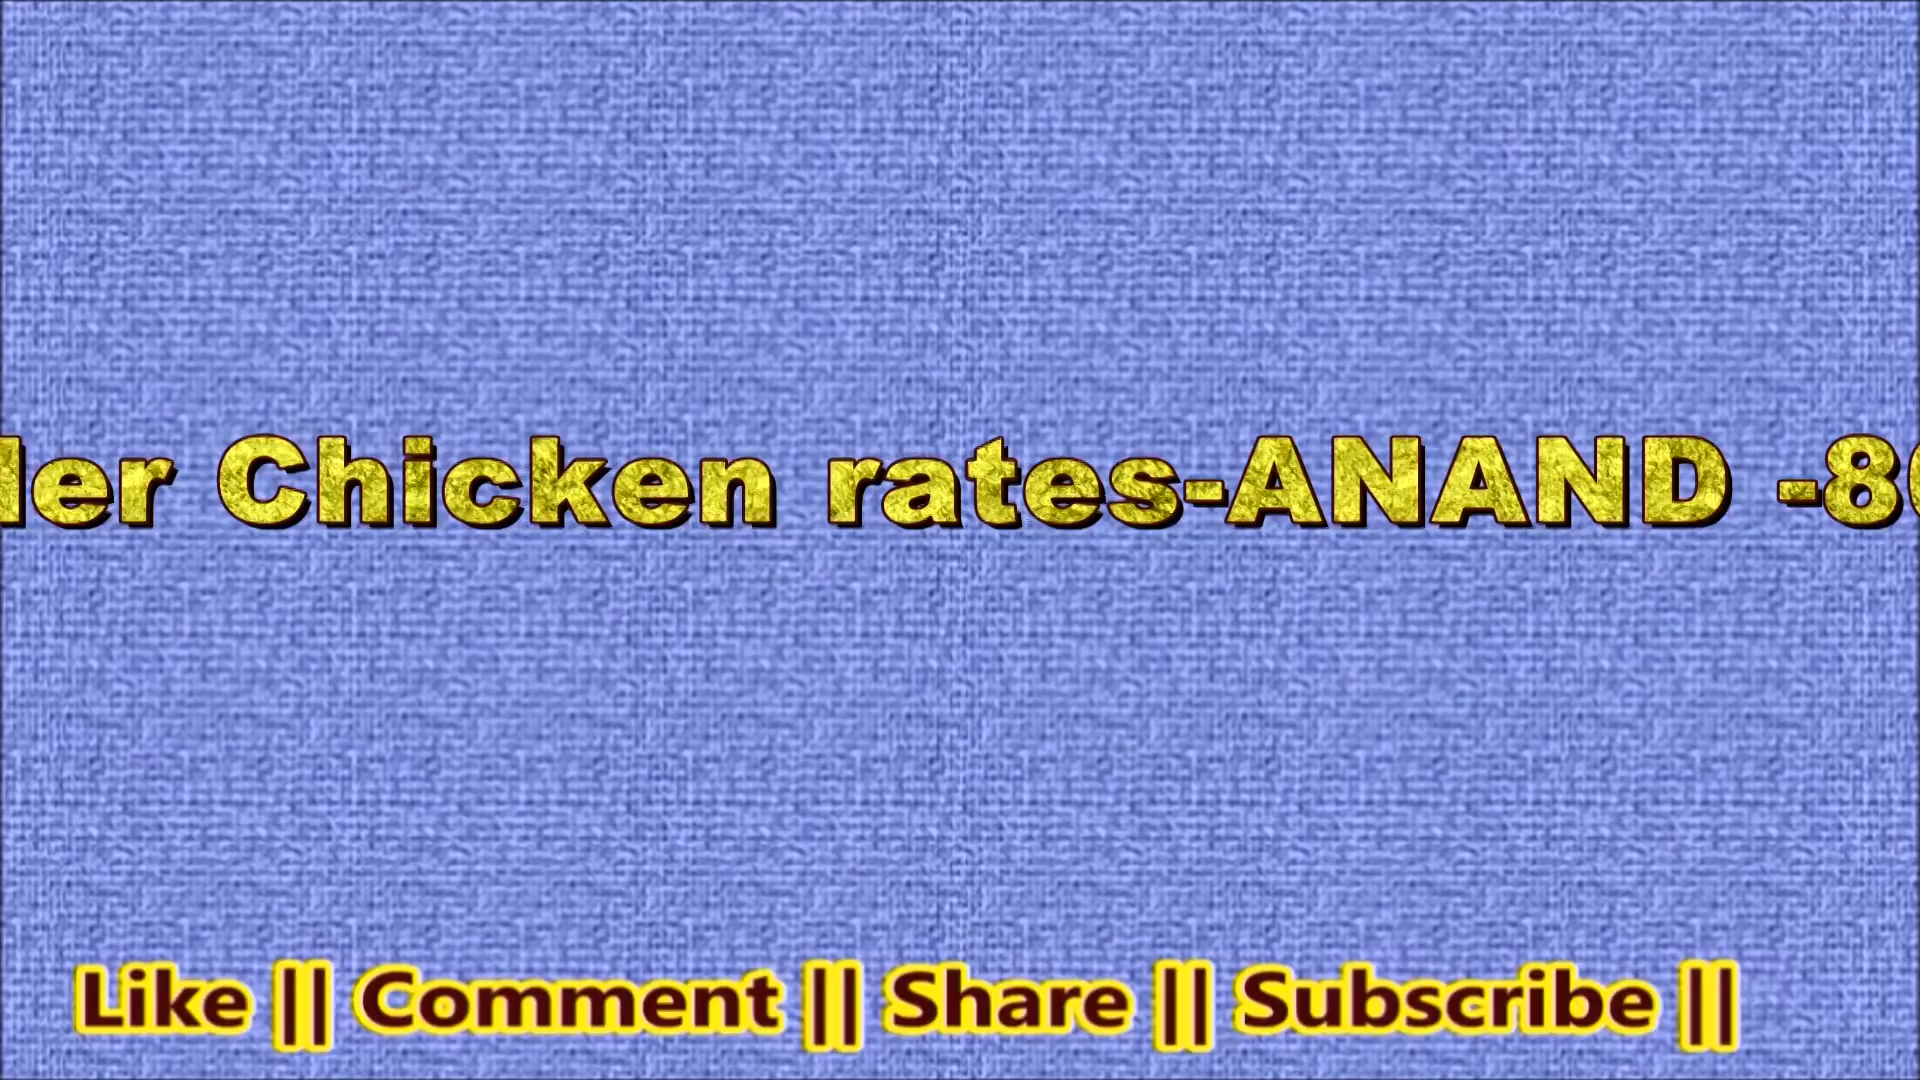 ler Chicken rates-ANAND -8
Like || Comment || Share || Subscribe ||